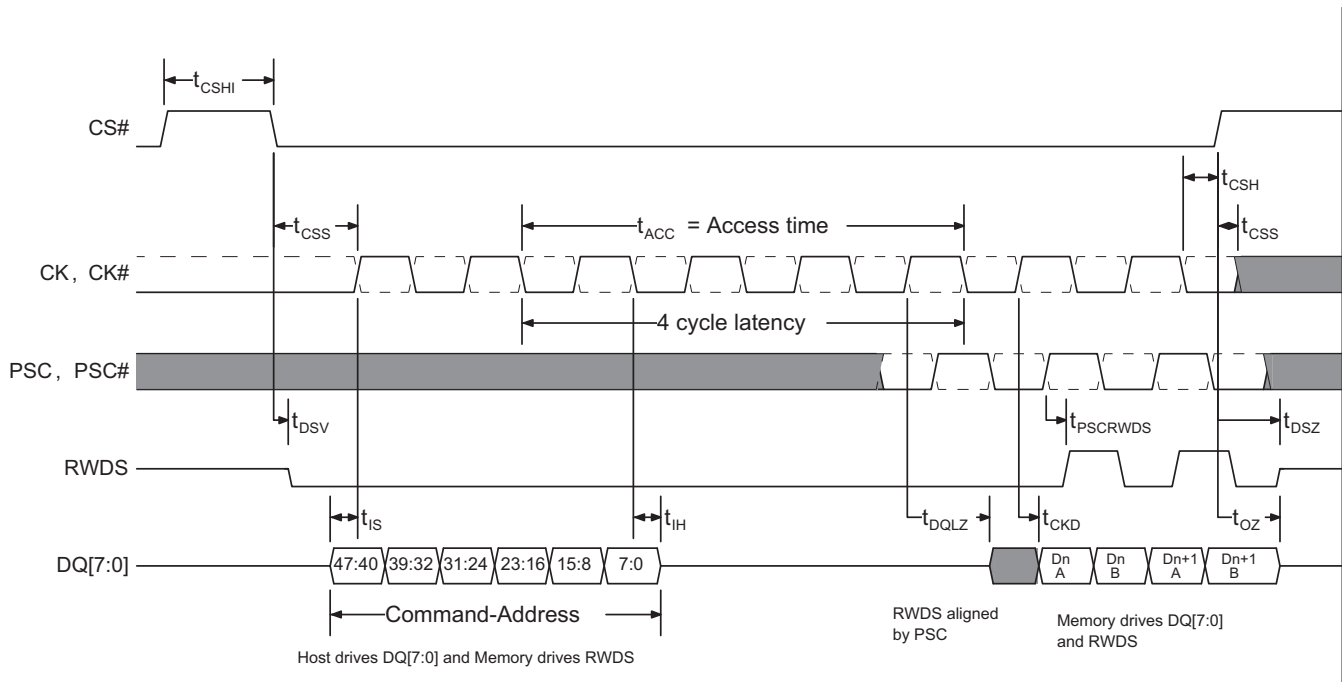 tCSHI
CS#
tCSH
tCSS
tACC = Access time
tCSS
CK, CK#
4 cycle latency
PSC, PSC#
tDSV
tPSCRWDS
tDSZ
RWDS
tIS
tIH
tDQLZ
tCKD
tOZ
DQ[7:0]
47:40 39:32 31:24 23:16 15:8 7:0
Dn A
Dn B
Dn+1 A
Dn+1 B
Command-Address
RWDS aligned
by PSC
Memory drives DQ[7:0]
and RWDS
Host drives DQ[7:0] and Memory drives RWDS